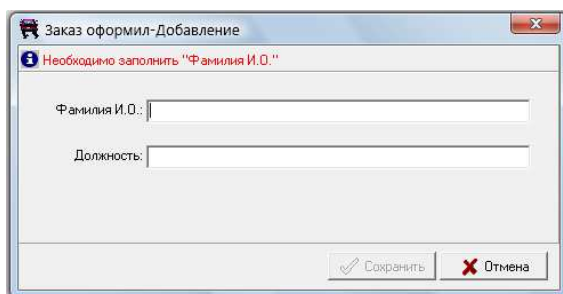 Заказ оформил-Добавление
Необходимо заполнить "Фамилия И.О."
Фамилия И.О.:
Должность:
Сохранить
Отмена